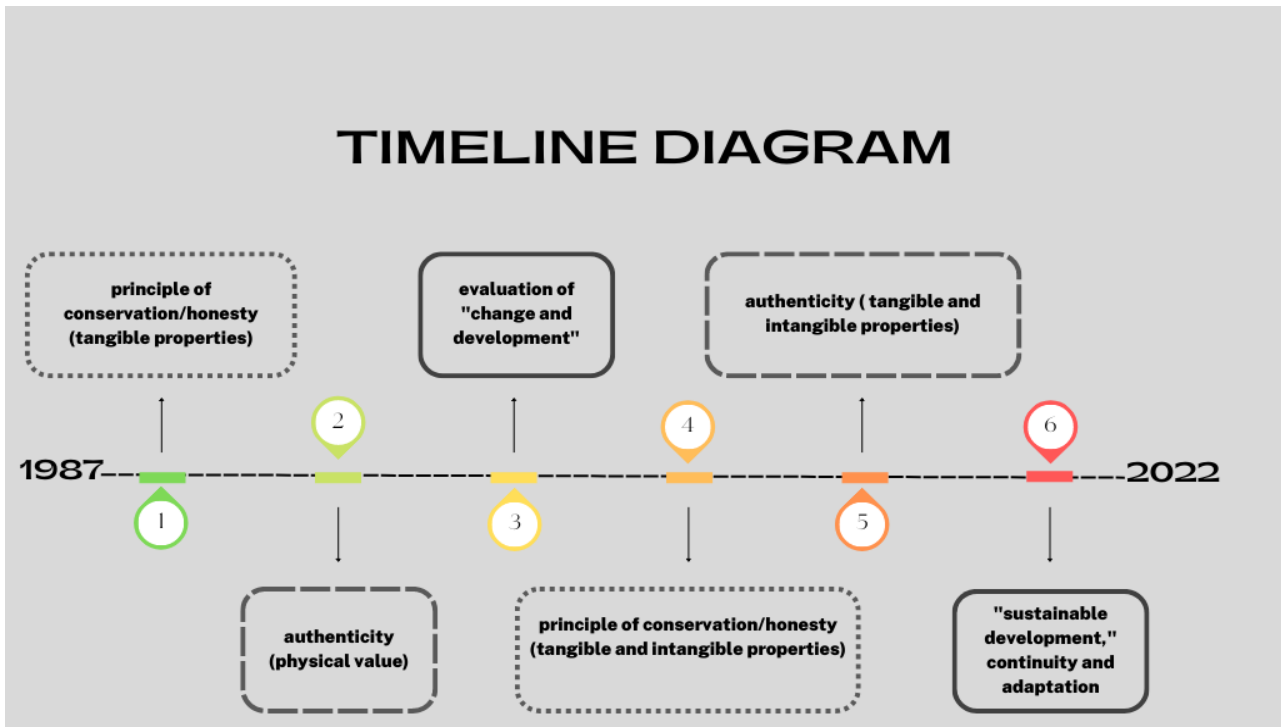 TIMELINE DIAGRAM
principle of
conservation/honesty
(tangible properties)
evaluation of
"change and
development"
authenticity ( tangible and
intangible properties)
2
4
6
1987
2022
1
3
5
authenticity
(physical value)
principle of conservation/honesty
(tangible and intangible properties)
"sustainable
development,"
continuity and
adaptation